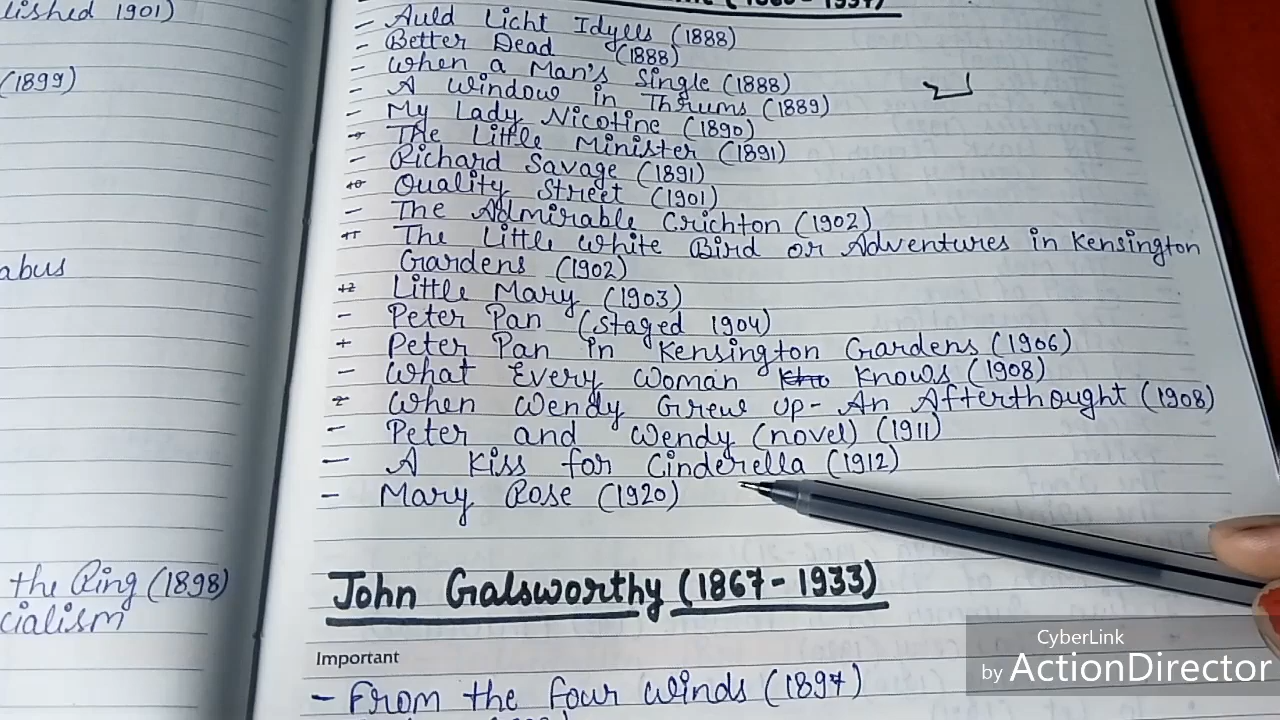 lished 1901)
(1899)
abus
the Ring (1898)
cialism
- Auld Licht Idylls (1888)
- Better Dead (1888)
- When a Man's Single (1888)
- A Window in Thrums (1889)
- My Lady Nicotine (1890)
- The Little Minister (1891)
- Richard Savage (1891)
- Quality Street (1901)
- The Admirable Crichton (1902)
- The Little White Bird or Adventures in Kensington
Gardens (1902)
- Little Mary (1903)
- Peter Pan (staged 1904)
- Peter Pan in Kensington Gardens (1906)
- What Every Woman Knows (1908)
- When Wendy Grew Up - An Afterthought (1908)
- Peter and Wendy (novel) (1911)
- A Kiss for Cinderella (1912)
- Mary Rose (1920)
John Galsworthy (1867 - 1933)
Important
- From the Four Winds (1897)
CyberLink
by ActionDirector